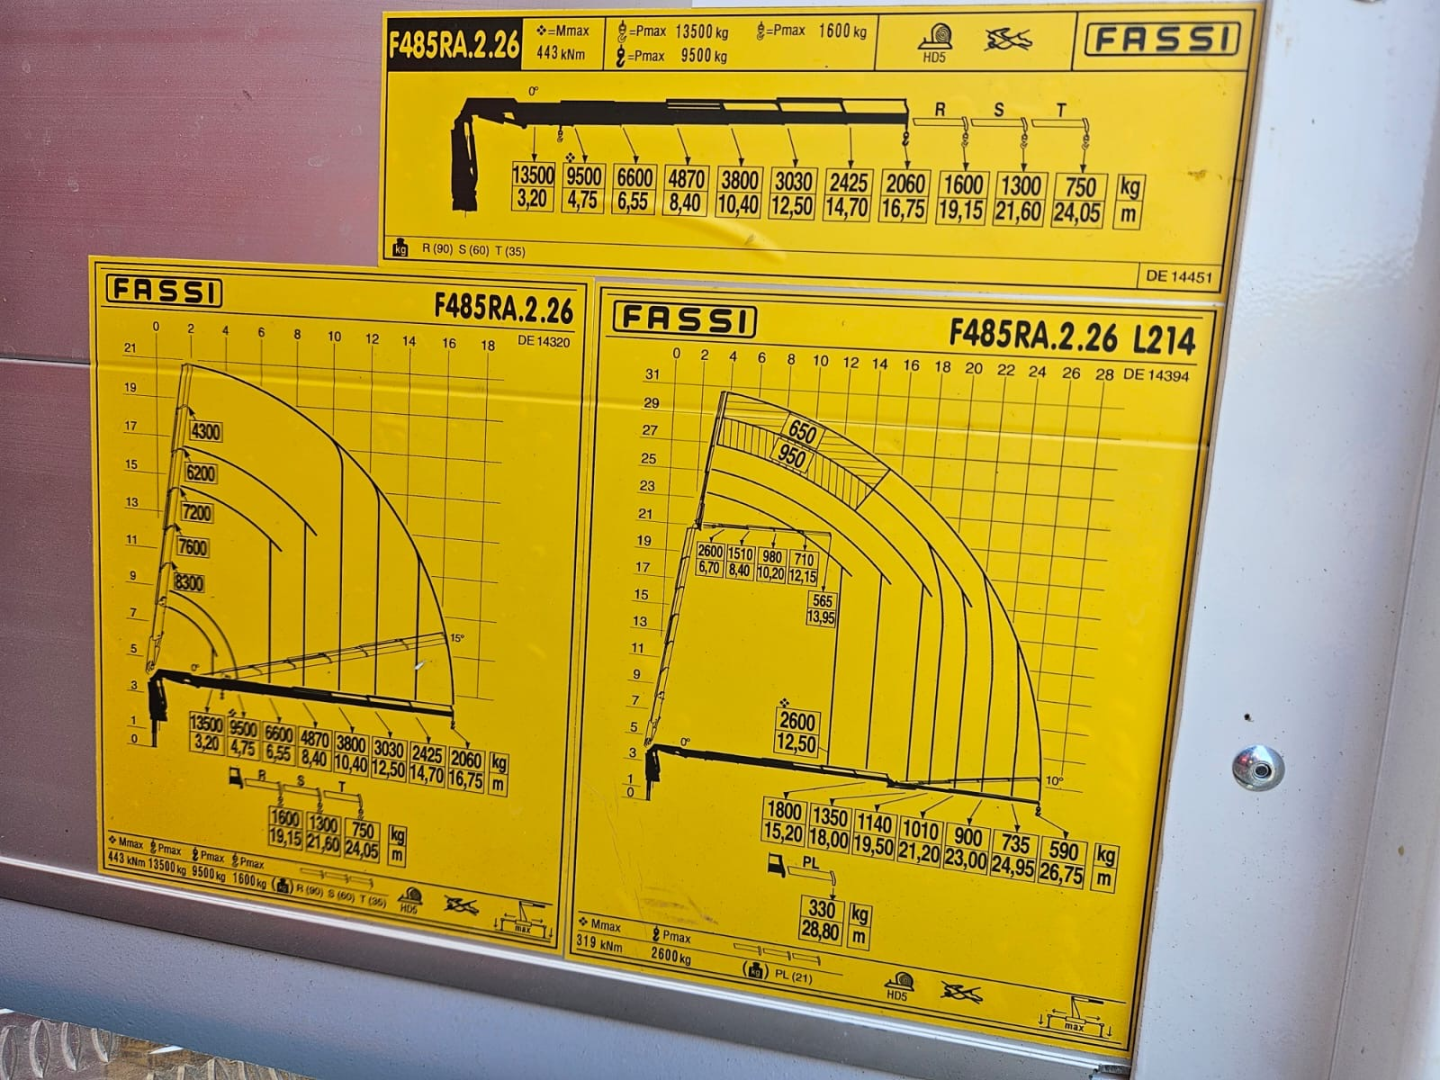 F485RA.2.26
❖=Mmax
443 kNm
=Pmax 13500 kg
=Pmax 1600 kg
=Pmax 9500 kg
HD5
FASSI
0°
R S T
13500 9500 6600 4870 3800 3030 2425 2060 1600 1300 750 kg
3,20 4,75 6,55 8,40 10,40 12,50 14,70 16,75 19,15 21,60 24,05 m
kg R (90) S (60) T (35)
DE 14451
FASSI
F485RA.2.26
DE 14320
0 2 4 6 8 10 12 14 16 18
21
19
17
15
13
11
9
7
5
3
1
0
4300
6200
7200
7600
8300
15°
0°
13500 9500 6600 4870 3800 3030 2425 2060 kg
3,20 4,75 6,55 8,40 10,40 12,50 14,70 16,75 m
R S T
1600 1300 750 kg
19,15 21,60 24,05 m
❖ Mmax Pmax Pmax Pmax
443 kNm 13500kg 9500 kg 1600 kg
(kg) R (90) S (60) T (35)
HD5
max
FASSI
F485RA.2.26 L214
DE 14394
0 2 4 6 8 10 12 14 16 18 20 22 24 26 28
31
29
27
25
23
21
19
17
15
13
11
9
7
5
3
1
0
650
950
2600 1510 980 710
6,70 8,40 10,20 12,15
565
13,95
2600
12,50
0°
10°
1800 1350 1140 1010 900 735 590 kg
15,20 18,00 19,50 21,20 23,00 24,95 26,75 m
PL
330 kg
28,80 m
❖ Mmax Pmax
319 kNm 2600kg
(kg) PL (21)
HD5
max